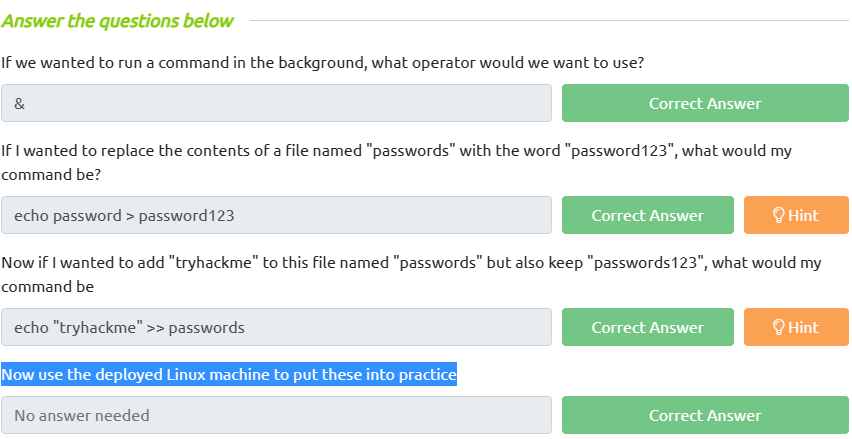 Answer the questions below
If we wanted to run a command in the background, what operator would we want to use?
&
Correct Answer
If I wanted to replace the contents of a file named "passwords" with the word "password123", what would my
command be?
echo password > password123
Correct Answer
Hint
Now if I wanted to add "tryhackme" to this file named "passwords" but also keep "passwords123", what would my
command be
echo "tryhackme" >> passwords
Correct Answer
Hint
Now use the deployed Linux machine to put these into practice
No answer needed
Correct Answer